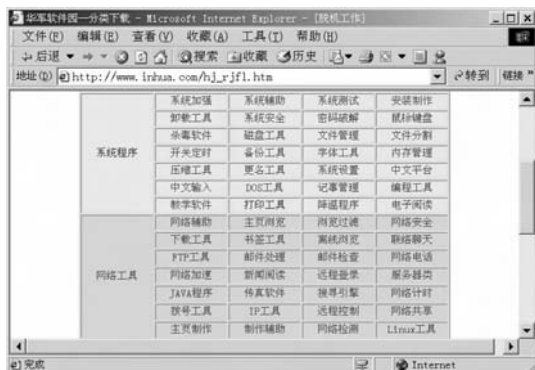 华军软件园--分类下载 - Microsoft Internet Explorer - [脱机工作]
文件(F) 编辑(E) 查看(V) 收藏(A) 工具(T) 帮助(H)
后退 搜索 收藏 历史
地址(D) http://www.inhua.com/hj_rjfl.htm 转到 链接 »
系统加强 系统辅助 系统测试 安装制作
卸载工具 系统安全 密码破解 鼠标键盘
杀毒软件 磁盘工具 文件管理 文件分割
系统程序 开关定时 备份工具 字体工具 内存管理
压缩工具 更名工具 系统设置 中文平台
中文输入 DOS工具 记事管理 编程工具
教学软件 打印工具 降温程序 电子阅读
网络辅助 主页浏览 浏览过滤 网络安全
下载工具 书签工具 离线浏览 联络聊天
FTP工具 邮件处理 邮件检查 网络电话
网络工具 网络加速 新闻阅读 远程登录 服务器类
JAVA程序 传真软件 搜寻引擎 网络计时
拨号工具 IP工具 远程控制 网络共享
主页制作 制作辅助 网络检测 Linux工具
完成 Internet